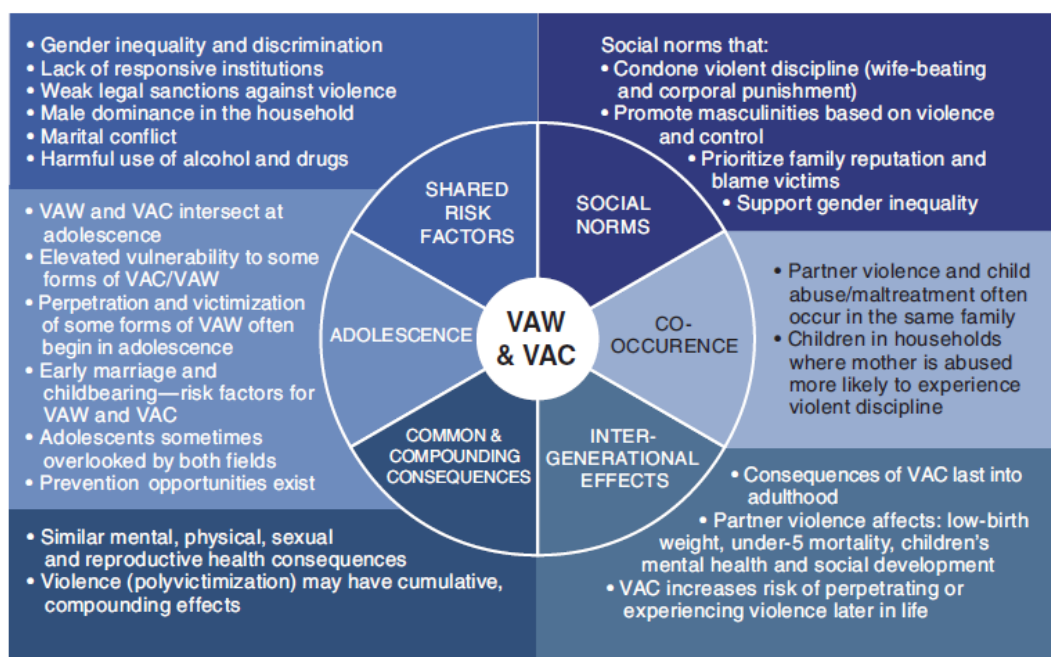 • Gender inequality and discrimination
• Lack of responsive institutions
• Weak legal sanctions against violence
• Male dominance in the household
• Marital conflict
• Harmful use of alcohol and drugs
Social norms that:
• Condone violent discipline (wife-beating
and corporal punishment)
• Promote masculinities based on violence
and control
• Prioritize family reputation and
blame victims
• Support gender inequality
SHARED
RISK
FACTORS
SOCIAL
NORMS
• VAW and VAC intersect at
adolescence
• Elevated vulnerability to some
forms of VAC/VAW
• Perpetration and victimization
of some forms of VAW often
begin in adolescence
• Early marriage and
childbearing—risk factors for
VAW and VAC
• Adolescents sometimes
overlooked by both fields
• Prevention opportunities exist
ADOLESCENCE
VAW
& VAC
CO-
OCCURENCE
• Partner violence and child
abuse/maltreatment often
occur in the same family
• Children in households
where mother is abused
more likely to experience
violent discipline
COMMON &
COMPOUNDING
CONSEQUENCES
INTER-
GENERATIONAL
EFFECTS
• Similar mental, physical, sexual
and reproductive health consequences
• Violence (polyvictimization) may have cumulative,
compounding effects
• Consequences of VAC last into
adulthood
• Partner violence affects: low-birth
weight, under-5 mortality, children’s
mental health and social development
• VAC increases risk of perpetrating or
experiencing violence later in life